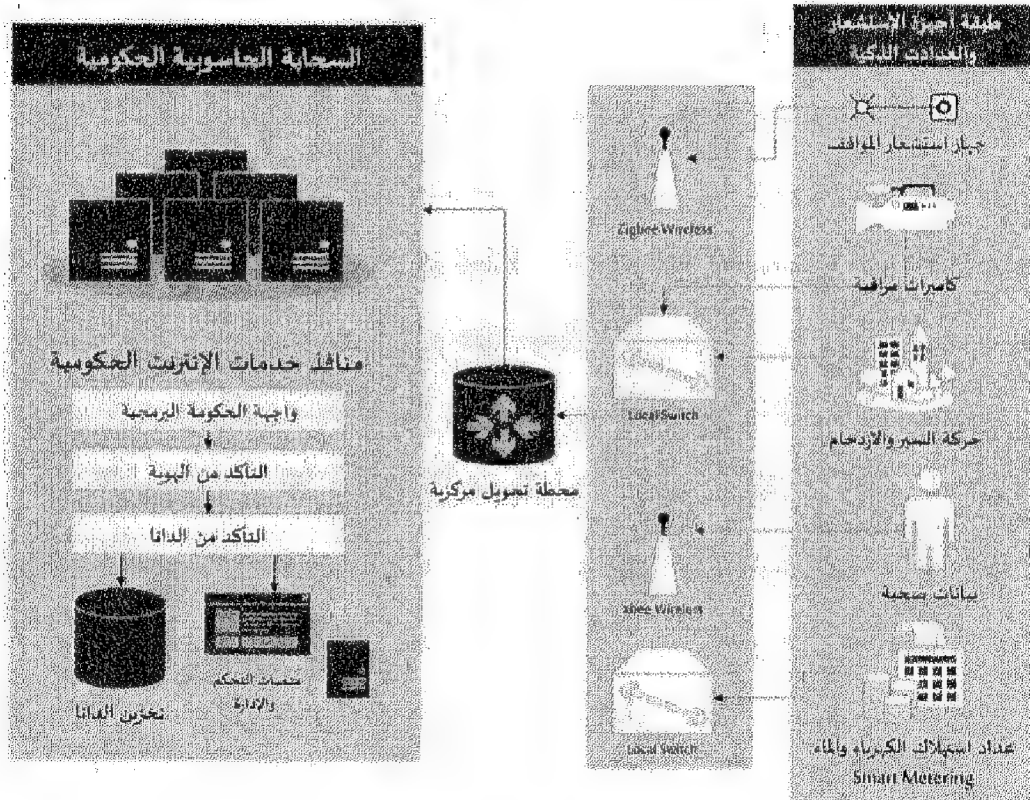 طبقة أجهزة الاستشعار
والحساسات الذكية
جهاز استشعار المواقف
كاميرات مراقبة
حركة السير والازدحام
بيانات صحية
عداد استهلاك الكهرباء والماء
Smart Metering
Zigbee Wireless
Local Switch
xbee Wireless
Local Switch
محطة تحويل مركزية
السحابة الحاسوبية الحكومية
منافذ خدمات الإنترنت الحكومية
واجهة الحكومة البرمجية
التأكد من الهوية
التأكد من الداتا
تخزين الداتا
منصات التحكم
والإدارة